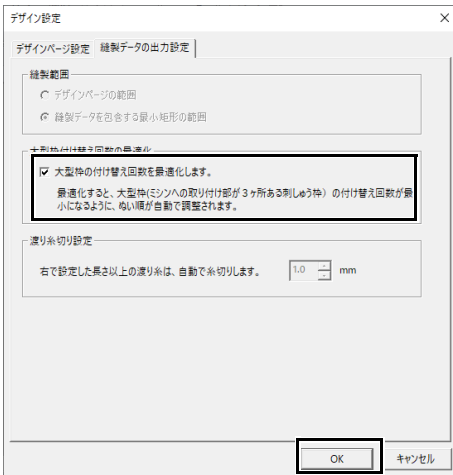 デザイン設定
デザインページ設定 縫製データの出力設定
縫製範囲
デザインページの範囲
縫製データを包含する最小矩形の範囲
大型枠付け替え回数の最適化
大型枠の付け替え回数を最適化します。
最適化すると、大型枠(ミシンへの取り付け部が3ヶ所ある刺しゅう枠)の付け替え回数が最
小になるように、ぬい順が自動で調整されます。
渡り糸切り設定
右で設定した長さ以上の渡り糸は、自動で糸切りします。 1.0 mm
OK キャンセル